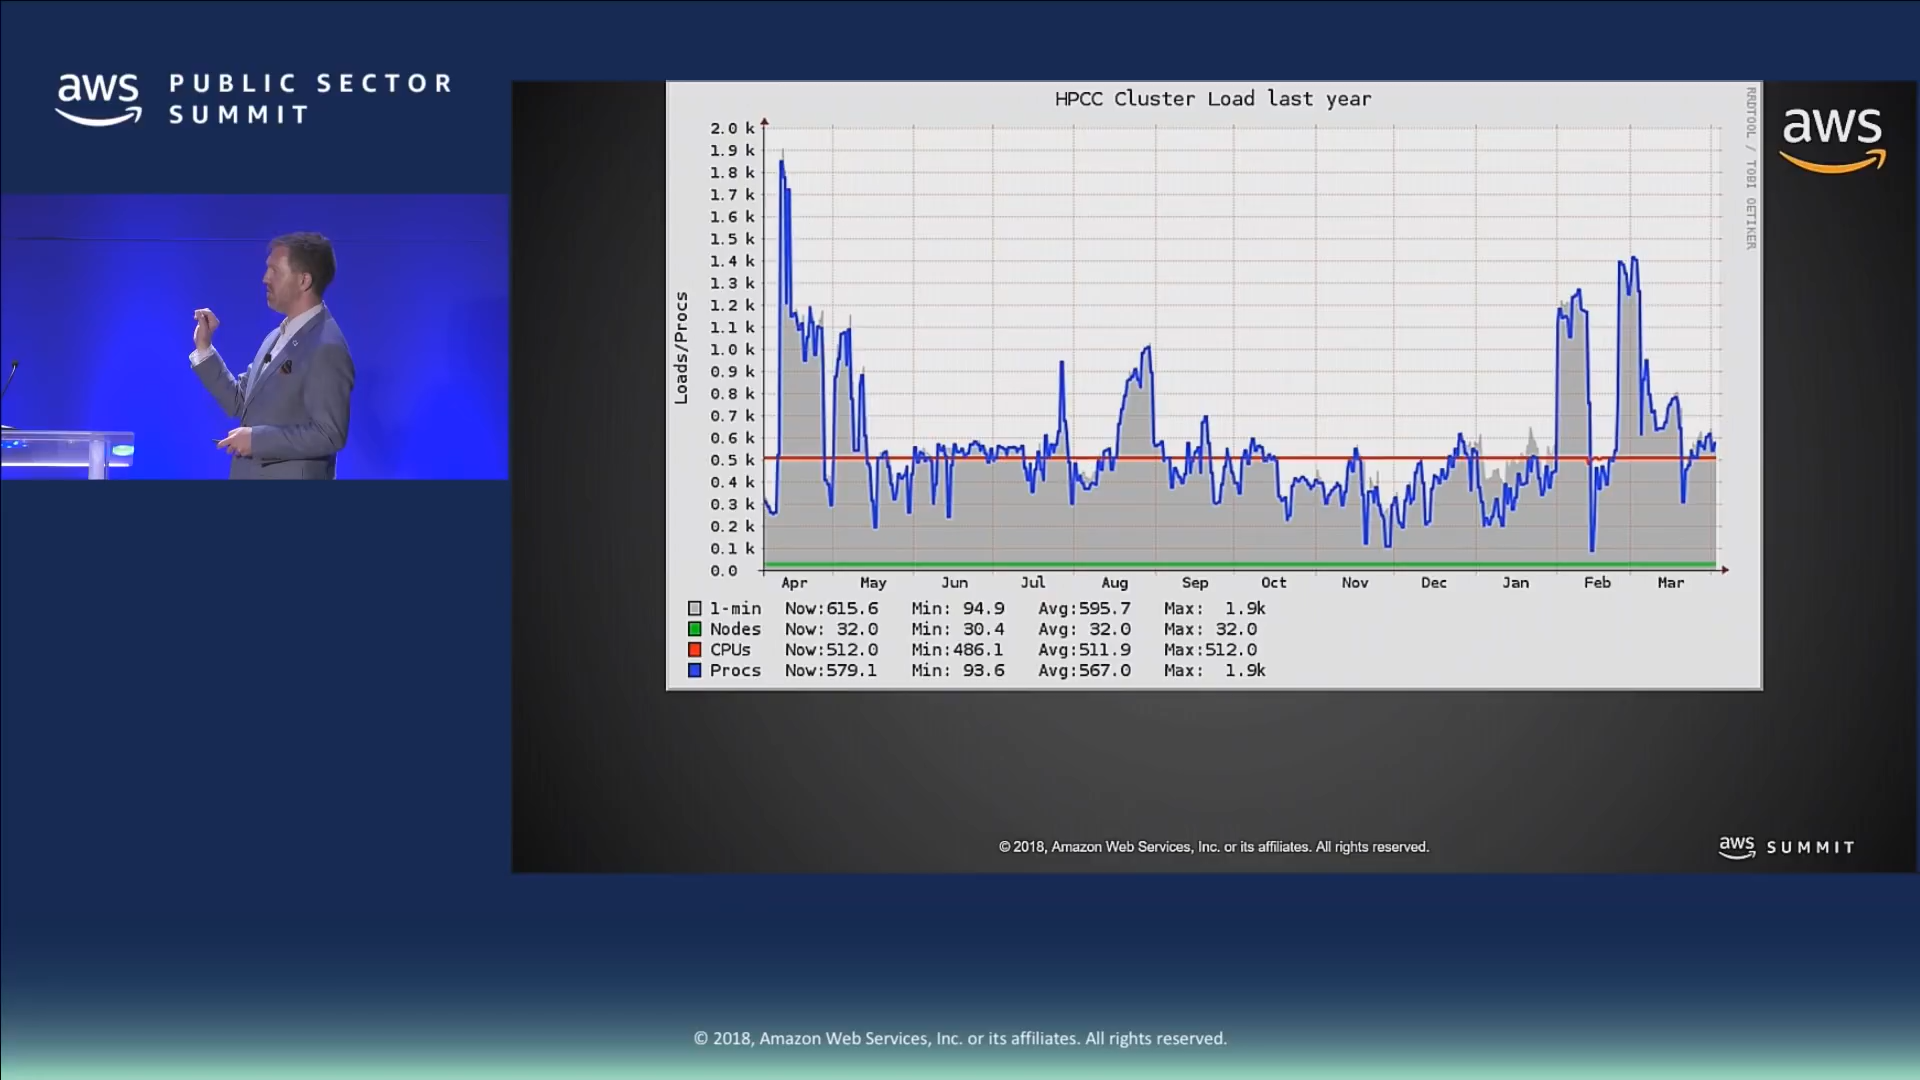 aws PUBLIC SECTOR
SUMMIT
HPCC Cluster Load last year
RRDTOOL / TOBI OETIKER
aws
Loads/Procs
2.0 k
1.9 k
1.8 k
1.7 k
1.6 k
1.5 k
1.4 k
1.3 k
1.2 k
1.1 k
1.0 k
0.9 k
0.8 k
0.7 k
0.6 k
0.5 k
0.4 k
0.3 k
0.2 k
0.1 k
0.0
Apr May Jun Jul Aug Sep Oct Nov Dec Jan Feb Mar
1-min Now:615.6 Min: 94.9 Avg:595.7 Max: 1.9k
Nodes Now: 32.0 Min: 30.4 Avg: 32.0 Max: 32.0
CPUs Now:512.0 Min:486.1 Avg:511.9 Max:512.0
Procs Now:579.1 Min: 93.6 Avg:567.0 Max: 1.9k
© 2018, Amazon Web Services, Inc. or its affiliates. All rights reserved.
aws SUMMIT
© 2018, Amazon Web Services, Inc. or its affiliates. All rights reserved.